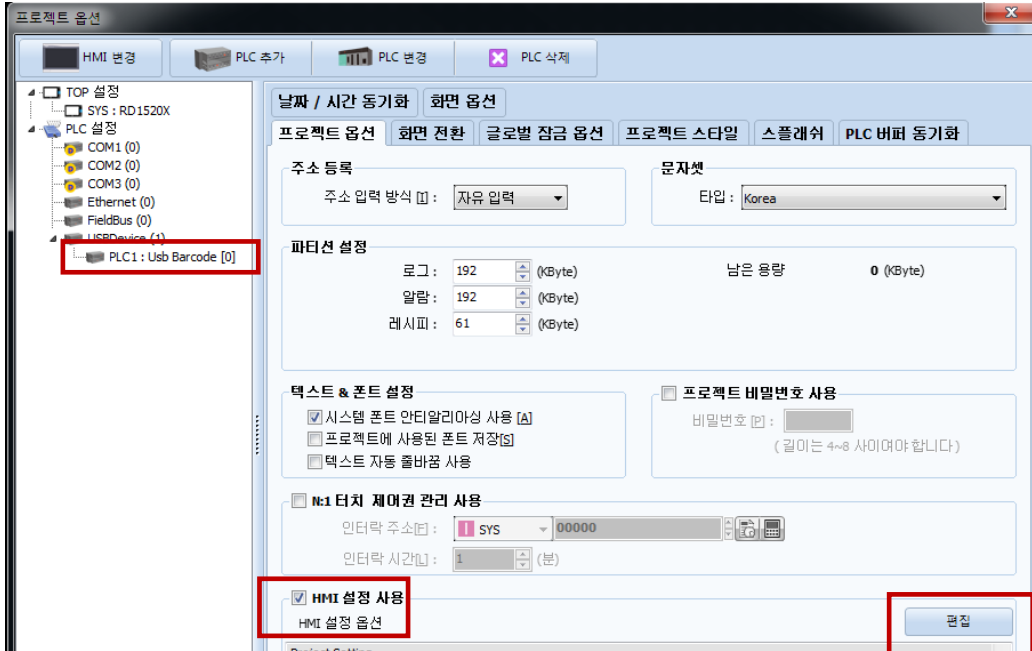 프로젝트 옵션
HMI 변경
PLC 추가
PLC 변경
PLC 삭제
TOP 설정
SYS : RD1520X
PLC 설정
COM1 (0)
COM2 (0)
COM3 (0)
Ethernet (0)
FieldBus (0)
USBDevice (1)
PLC1 : Usb Barcode [0]
날짜 / 시간 동기화 화면 옵션
프로젝트 옵션 화면 전환 글로벌 잠금 옵션 프로젝트 스타일 스플래쉬 PLC 버퍼 동기화
주소 등록
주소 입력 방식 [I] : 자유 입력
문자셋
타입 : Korea
파티션 설정
로그 : 192 (KByte)
남은 용량 0 (KByte)
알람 : 192 (KByte)
레시피 : 61 (KByte)
텍스트 & 폰트 설정
시스템 폰트 안티알리아싱 사용 [A]
프로젝트에 사용된 폰트 저장[S]
텍스트 자동 줄바꿈 사용
프로젝트 비밀번호 사용
비밀번호 [P] :
( 길이는 4~8 사이여야 합니다 )
N:1 터치 제어권 관리 사용
인터락 주소[F] : SYS 00000
인터락 시간[L] : 1 (분)
HMI 설정 사용
HMI 설정 옵션
편집
Project Setting